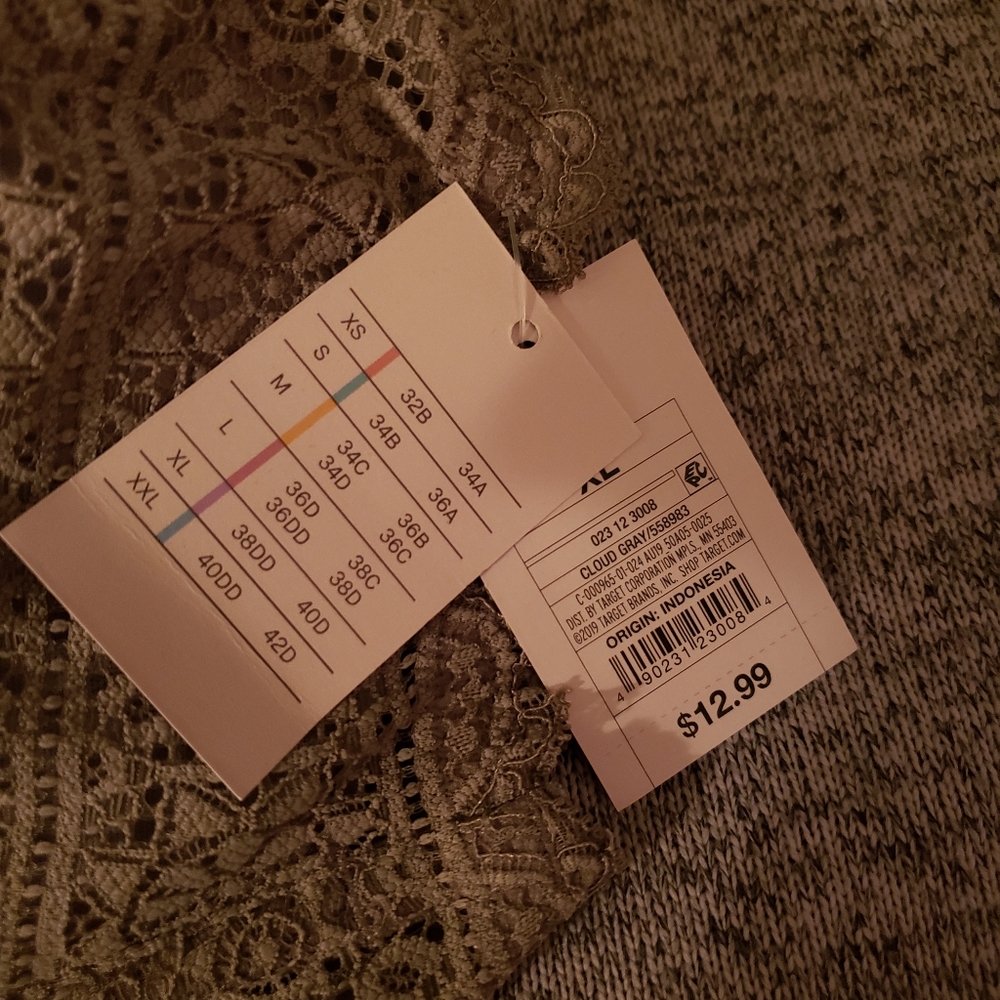 XS 32B 34A
S 34B 36A
M 34C 36B
34D 36C
L 36D 38C
36DD 38D
XL 38DD 40D
XXL 40DD 42D
XL
EPC
023 12 3008
CLOUD GRAY/558983
C-000965-01-024 AU19 50A05-0025
DIST. BY TARGET CORPORATION MPLS, MN 55403
©2019 TARGET BRANDS, INC. SHOP TARGET.COM
ORIGIN: INDONESIA
4 90231 23008 4
$12.99